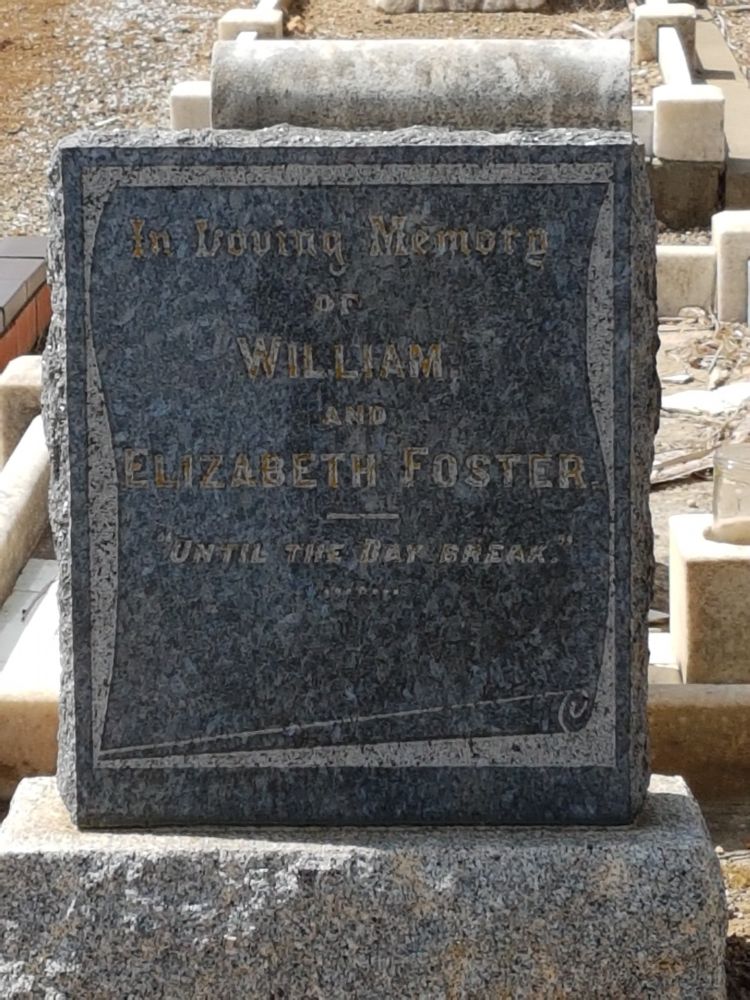 In Loving Memory
OF
WILLIAM.
AND
ELIZABETH FOSTER.
"UNTIL THE DAY BREAK."